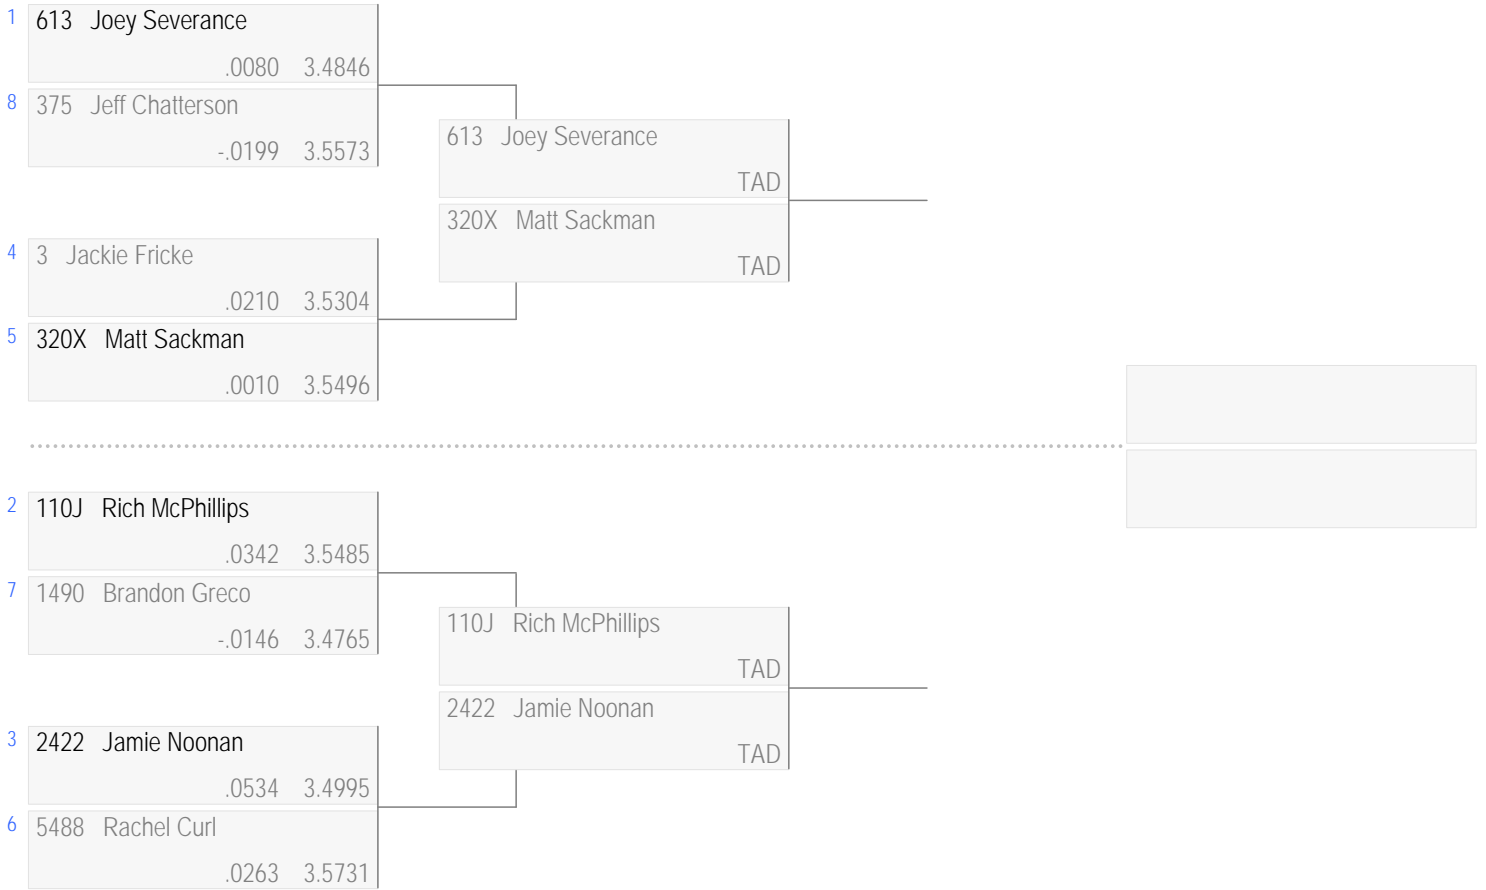 1 613 Joey Severance
.0080 3.4846
8 375 Jeff Chatterson
-.0199 3.5573
613 Joey Severance
TAD
320X Matt Sackman
TAD
4 3 Jackie Fricke
.0210 3.5304
5 320X Matt Sackman
.0010 3.5496
2 110J Rich McPhillips
.0342 3.5485
7 1490 Brandon Greco
-.0146 3.4765
110J Rich McPhillips
TAD
2422 Jamie Noonan
TAD
3 2422 Jamie Noonan
.0534 3.4995
6 5488 Rachel Curl
.0263 3.5731